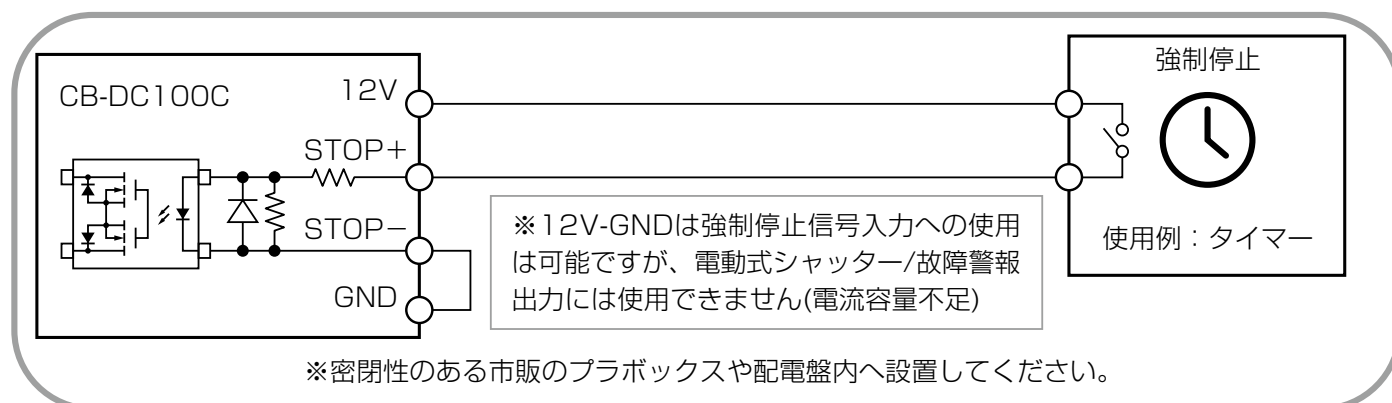 CB-DC100C
12V
STOP+
STOP−
GND
※12V-GNDは強制停止信号入力への使用
は可能ですが、電動式シャッター/故障警報
出力には使用できません(電流容量不足)
強制停止
使用例：タイマー
※密閉性のある市販のプラボックスや配電盤内へ設置してください。